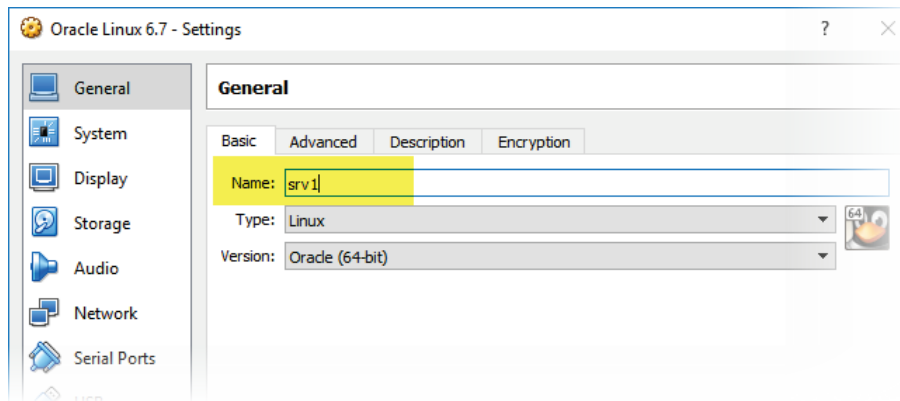 Oracle Linux 6.7 - Settings
?
General
System
Display
Storage
Audio
Network
Serial Ports
USB
General
Basic Advanced Description Encryption
Name: srv1
Type: Linux
64
Version: Oracle (64-bit)